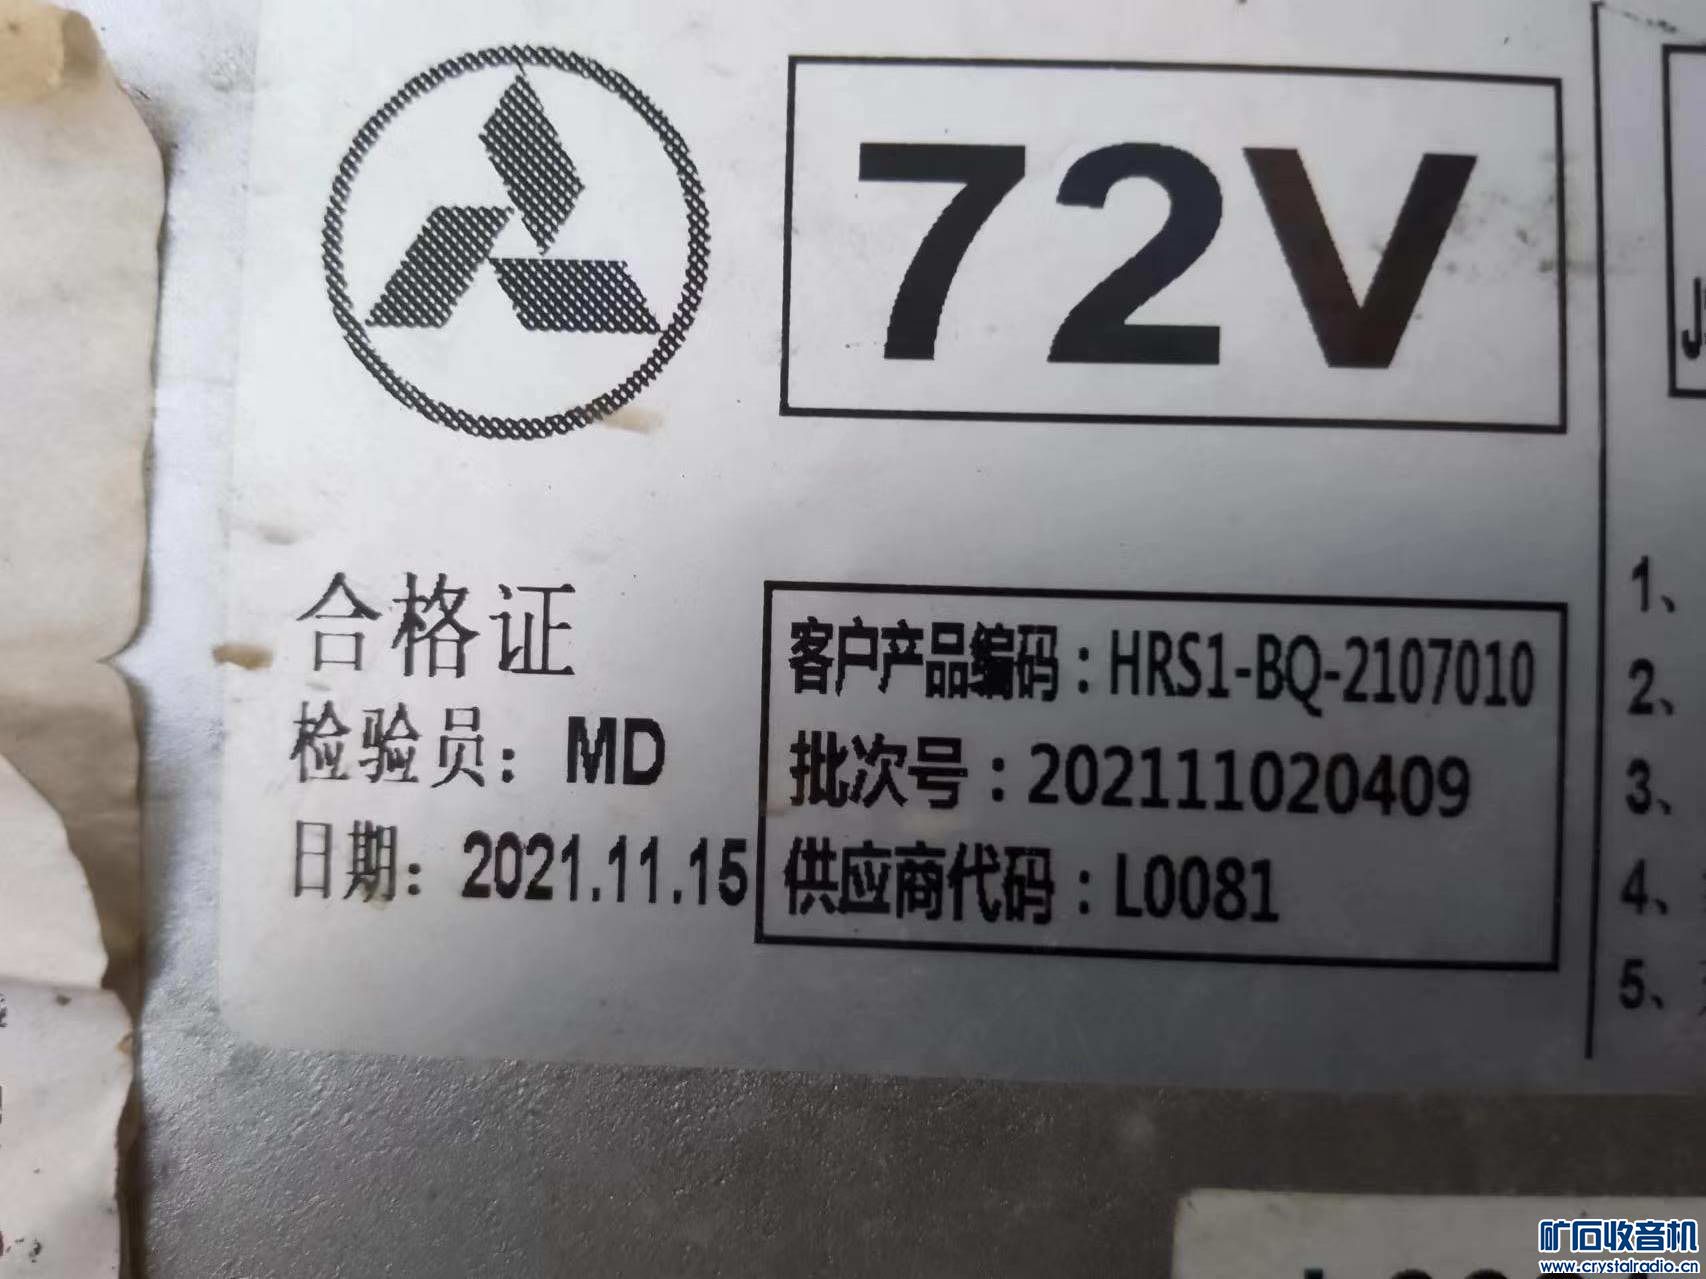 72V
合格证
检验员：MD
日期：2021.11.15
客户产品编码：HRS1-BQ-2107010
批次号：202111020409
供应商代码：L0081
1、
2、
3、
4、
5、
矿石收音机
www.crystalradio.cn